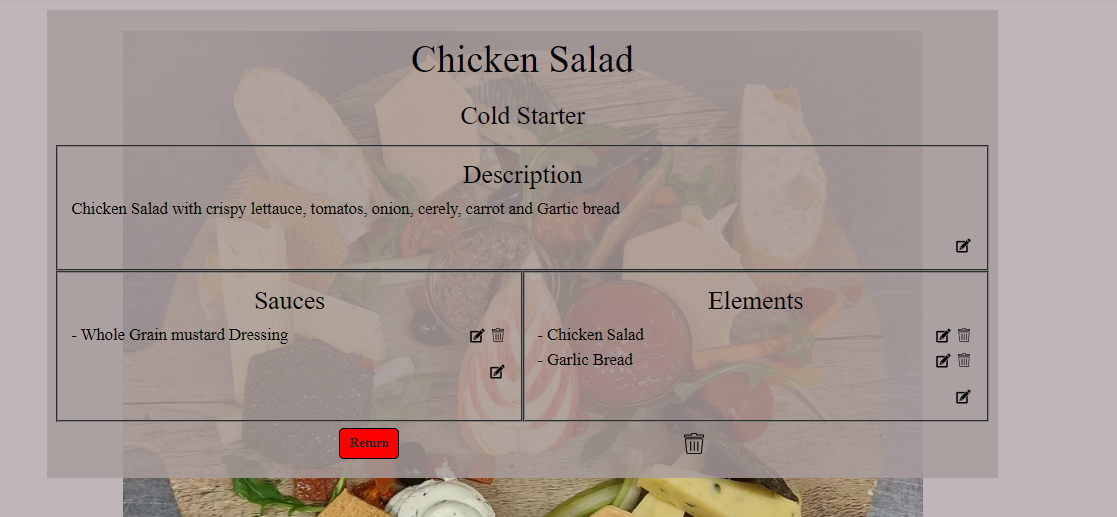 Chicken Salad
Cold Starter
Description
Chicken Salad with crispy lettauce, tomatos, onion, cerely, carrot and Gartic bread
Sauces
- Whole Grain mustard Dressing
Elements
- Chicken Salad
- Garlic Bread
Return